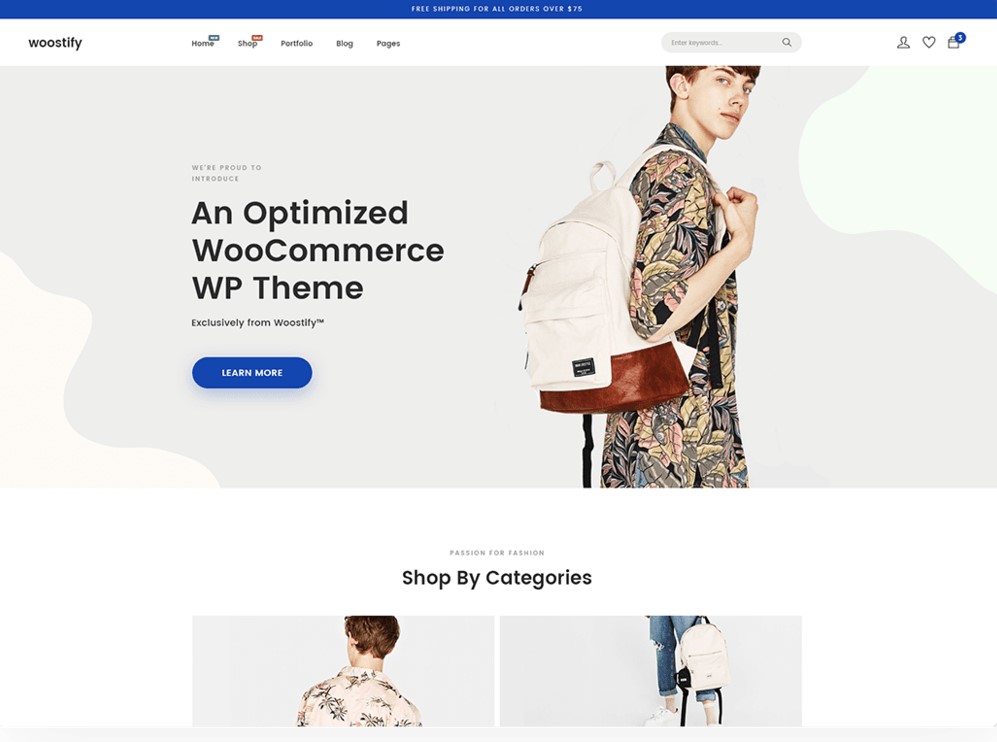 FREE SHIPPING FOR ALL ORDERS OVER $75
woostify
Home NEW Shop SALE Portfolio Blog Pages
Enter keywords...
3
WE'RE PROUD TO
INTRODUCE
An Optimized
WooCommerce
WP Theme
Exclusively from Woostify™
LEARN MORE
PASSION FOR FASHION
Shop By Categories